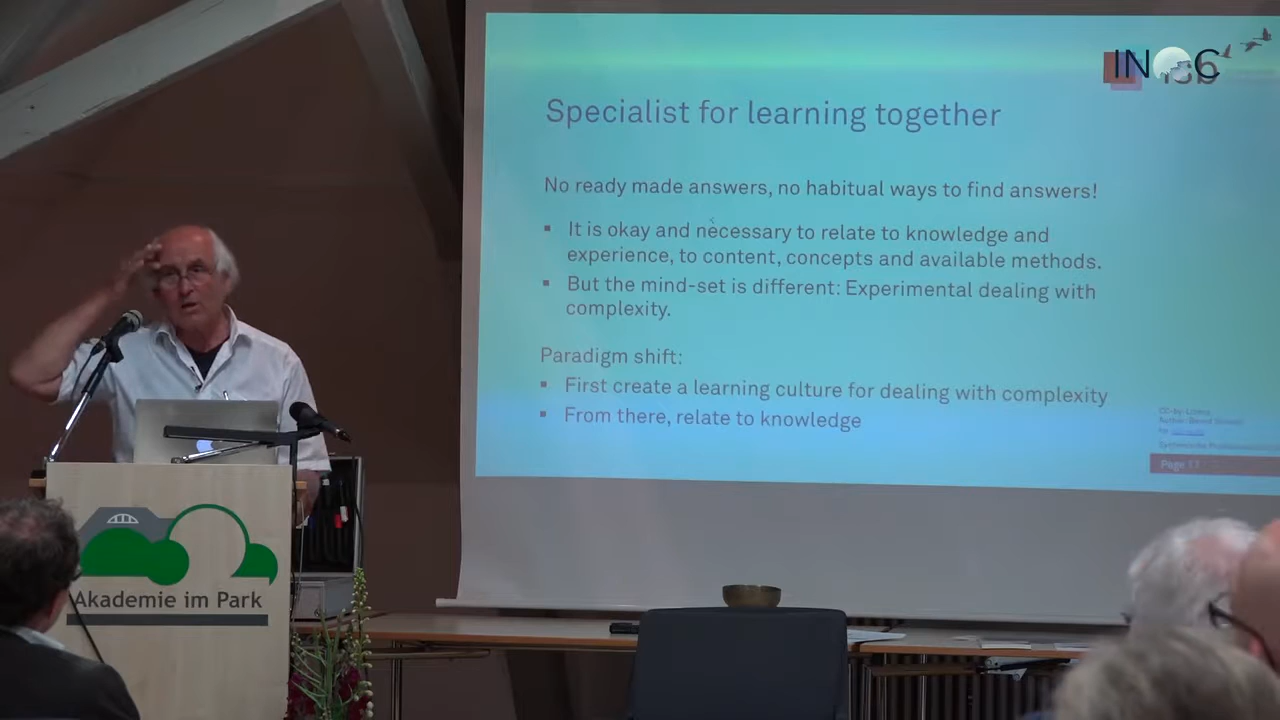 INOC
isb
Specialist for learning together
No ready made answers, no habitual ways to find answers!
▪ It is okay and necessary to relate to knowledge and
experience, to content, concepts and available methods.
▪ But the mind-set is different: Experimental dealing with
complexity.
Paradigm shift:
▪ First create a learning culture for dealing with complexity
▪ From there, relate to knowledge
Page 17
Akademie im Park